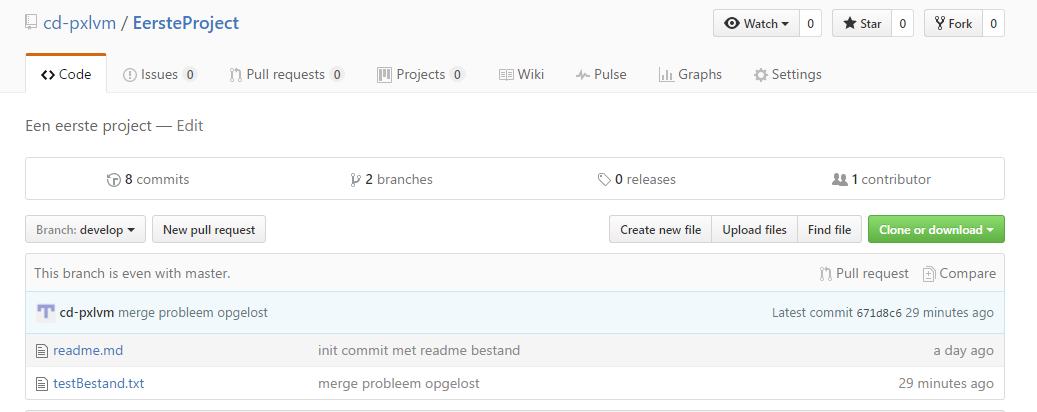 cd-pxlvm / EersteProject Watch 0 Star 0 Fork 0
Code Issues 0 Pull requests 0 Projects 0 Wiki Pulse Graphs Settings
Een eerste project — Edit
8 commits 2 branches 0 releases 1 contributor
Branch: develop New pull request Create new file Upload files Find file Clone or download
This branch is even with master. Pull request Compare
cd-pxlvm merge probleem opgelost Latest commit 671d8c6 29 minutes ago
readme.md init commit met readme bestand a day ago
testBestand.txt merge probleem opgelost 29 minutes ago